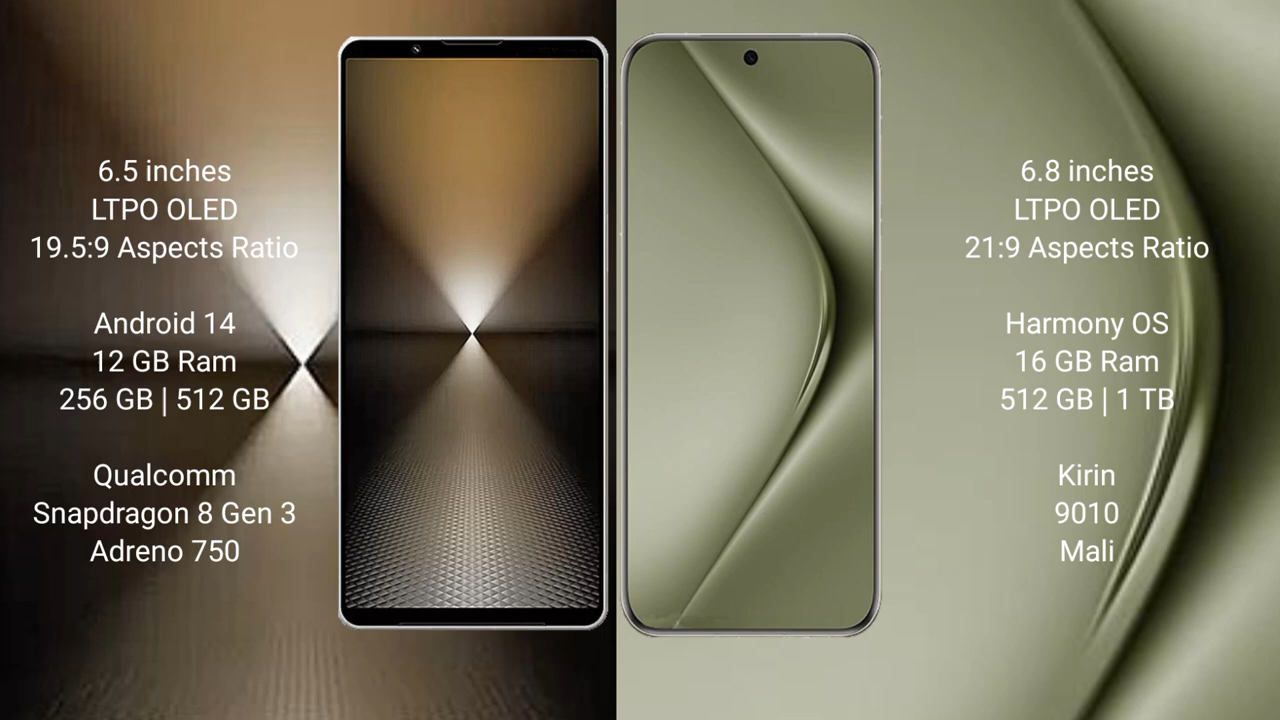 6.5 inches
LTPO OLED
19.5:9 Aspects Ratio
Android 14
12 GB Ram
256 GB | 512 GB
Qualcomm
Snapdragon 8 Gen 3
Adreno 750
6.8 inches
LTPO OLED
21:9 Aspects Ratio
Harmony OS
16 GB Ram
512 GB | 1 TB
Kirin
9010
Mali